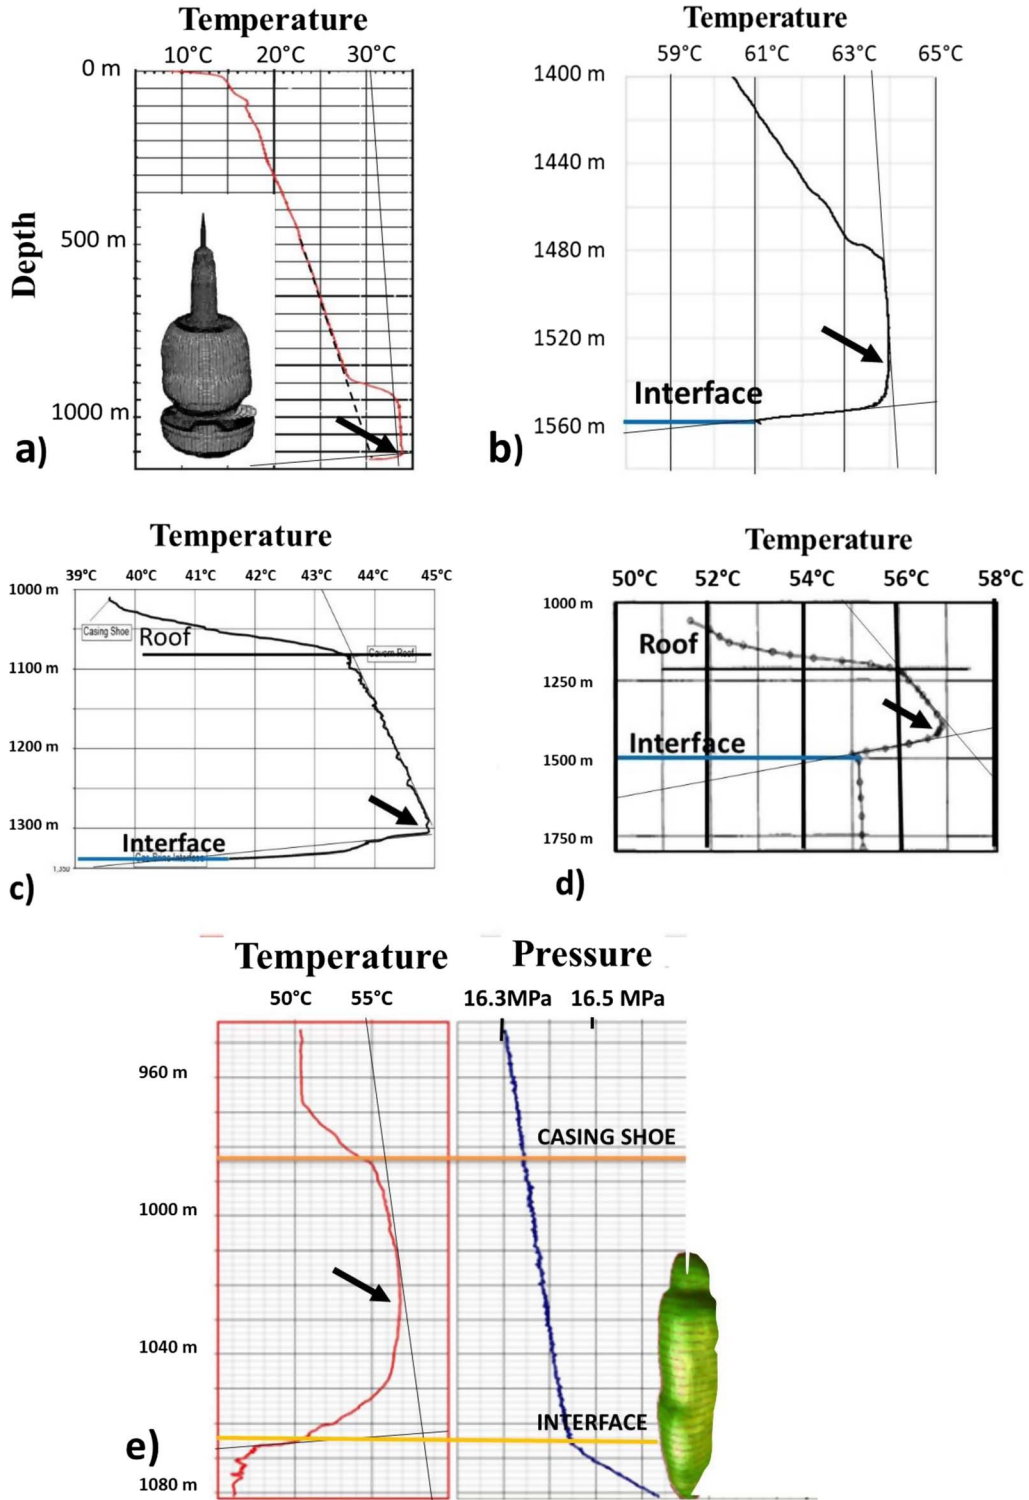 Temperature
10°C 20°C 30°C
0 m
500 m
1000 m
Depth
a)
Temperature
59°C 61°C 63°C 65°C
1400 m
1440 m
1480 m
1520 m
Interface
1560 m
b)
Temperature
39°C 40°C 41°C 42°C 43°C 44°C 45°C
1000 m
Casing Shoe
Roof
Cavern Roof
1100 m
1200 m
1300 m
Interface
Gas-Brine Interface
c)
Temperature
50°C 52°C 54°C 56°C 58°C
1000 m
Roof
1250 m
Interface
1500 m
1750 m
d)
Temperature
50°C 55°C
Pressure
16.3MPa 16.5 MPa
960 m
CASING SHOE
1000 m
1040 m
INTERFACE
1080 m
e)